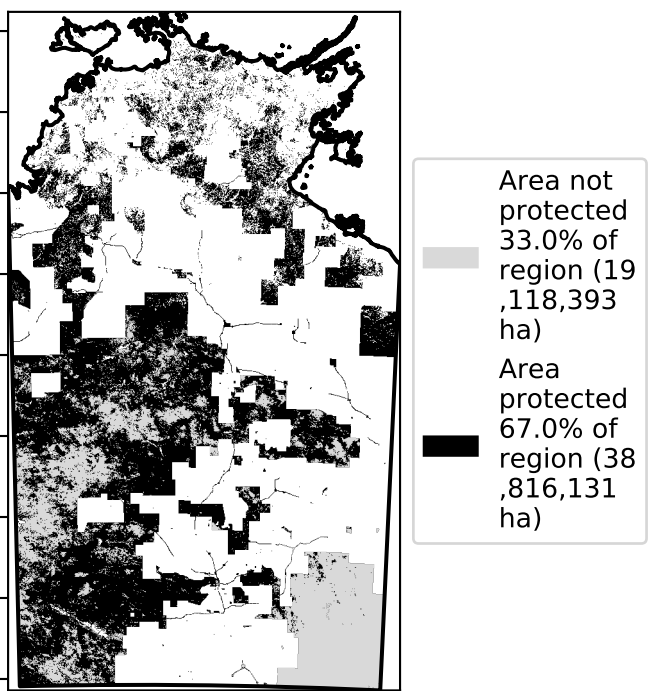 Area not
protected
33.0% of
region (19
,118,393
ha)
Area
protected
67.0% of
region (38
,816,131
ha)